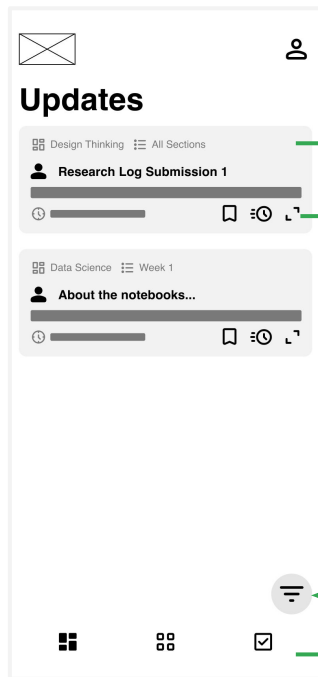 Updates
Design Thinking All Sections
Research Log Submission 1
Data Science Week 1
About the notebooks...